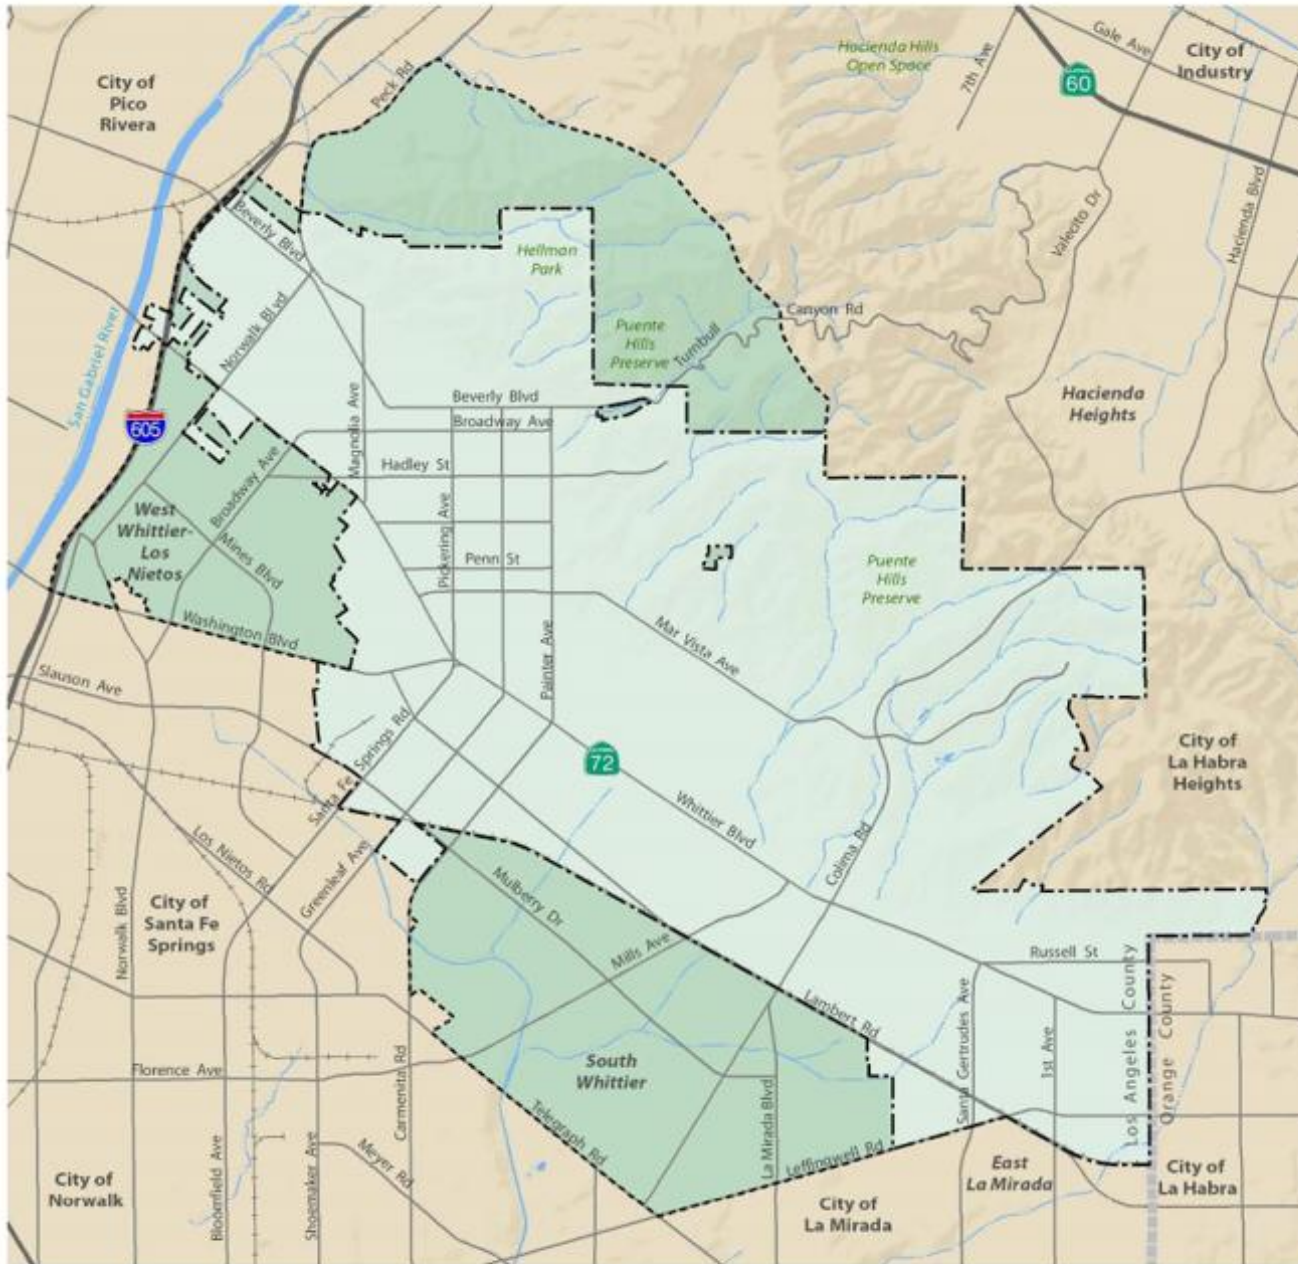 Hacienda Hills
Open Space
7th Ave
Gale Ave
City of
Industry
60
City of
Pico
Rivera
Peck Rd
Hacienda Blvd
Valecito Dr
Beverly Blvd
Hellman
Park
Canyon Rd
Puente
Hills
Preserve
Turnbull
San Gabriel River
Norwalk Blvd
Hacienda
Heights
Magnolia Ave
Beverly Blvd
Broadway Ave
605
Hadley St
Broadway Ave
West
Whittier-
Los
Nietos
Mines Blvd
Pickering Ave
Penn St
Puente
Hills
Preserve
Washington Blvd
Mar Vista Ave
Painter Ave
Slauson Ave
Santa Fe Springs Rd
72
City of
La Habra
Heights
Whittier Blvd
Colima Rd
Los Nietos Rd
Greenleaf Ave
Mulberry Dr
City of
Santa Fe
Springs
Norwalk Blvd
Mills Ave
Russell St
Los Angeles County
Orange County
Lambert Rd
Santa Gertrudes Ave
1st Ave
South
Whittier
Florence Ave
Carmenita Rd
Telegraph Rd
La Mirada Blvd
Leffingwell Rd
Bloomfield Ave
Shoemaker Ave
Meyer Rd
City of
Norwalk
City of
La Mirada
East
La Mirada
City of
La Habra